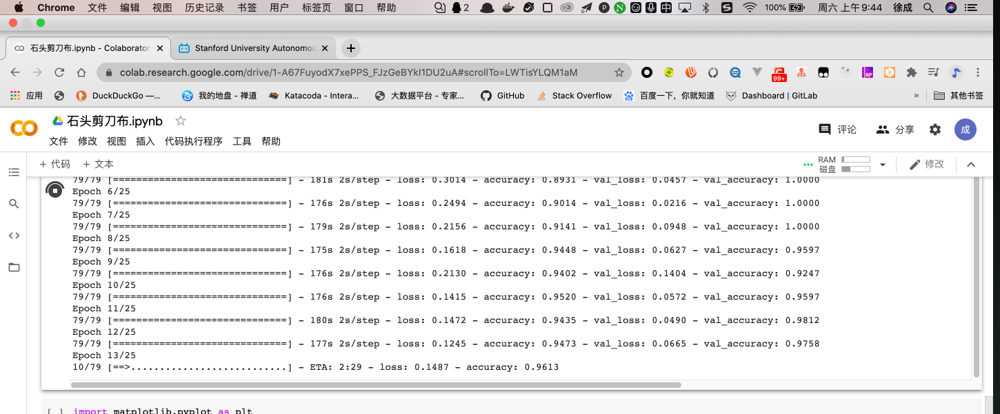 Chrome 文件 编辑 视图 历史记录 书签 用户 标签页 窗口 帮助 2 100% 周六 上午9:44 徐成
石头剪刀布.ipynb - Colaborator Stanford University Autonomou
colab.research.google.com/drive/1-A67FuyodX7xePPS_FJzGeBYkI1DU2uA#scrollTo=LWTisYLQM1aM 99+ RP
应用 DuckDuckGo —... 我的地盘 - 禅道 Katacoda - Intera... 大数据平台 - 专家... GitHub Stack Overflow 百度一下，你就知道 Dashboard | GitLab » 其他书签
石头剪刀布.ipynb
评论 分享 成
文件 修改 视图 插入 代码执行程序 工具 帮助
+ 代码 + 文本 RAM 磁盘 修改
79/79 [==============================] - 181s 2s/step - loss: 0.3014 - accuracy: 0.8931 - val_loss: 0.0457 - val_accuracy: 1.0000
Epoch 6/25
79/79 [==============================] - 176s 2s/step - loss: 0.2494 - accuracy: 0.9014 - val_loss: 0.0216 - val_accuracy: 1.0000
Epoch 7/25
79/79 [==============================] - 179s 2s/step - loss: 0.2156 - accuracy: 0.9141 - val_loss: 0.0948 - val_accuracy: 1.0000
Epoch 8/25
79/79 [==============================] - 175s 2s/step - loss: 0.1618 - accuracy: 0.9448 - val_loss: 0.0627 - val_accuracy: 0.9597
Epoch 9/25
79/79 [==============================] - 176s 2s/step - loss: 0.2130 - accuracy: 0.9402 - val_loss: 0.1404 - val_accuracy: 0.9247
Epoch 10/25
79/79 [==============================] - 176s 2s/step - loss: 0.1415 - accuracy: 0.9520 - val_loss: 0.0572 - val_accuracy: 0.9597
Epoch 11/25
79/79 [==============================] - 180s 2s/step - loss: 0.1472 - accuracy: 0.9435 - val_loss: 0.0490 - val_accuracy: 0.9812
Epoch 12/25
79/79 [==============================] - 177s 2s/step - loss: 0.1245 - accuracy: 0.9473 - val_loss: 0.0665 - val_accuracy: 0.9758
Epoch 13/25
10/79 [==>...........................] - ETA: 2:29 - loss: 0.1487 - accuracy: 0.9613
[ ] import matplotlib.pyplot as plt